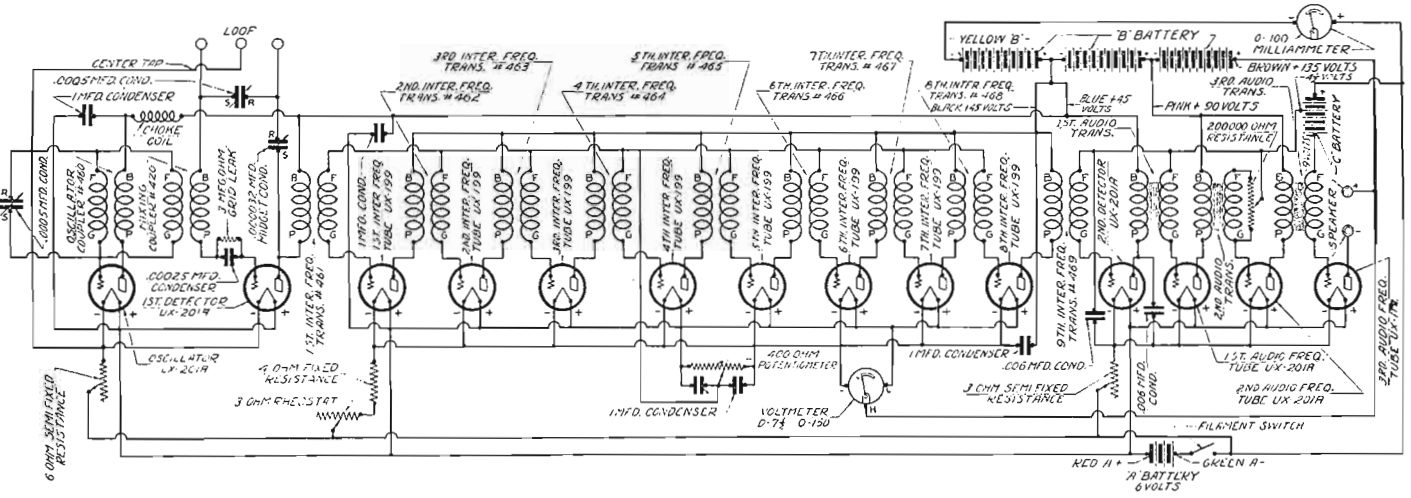 LOOP
CENTER TAP
.0005 MFD. COND.
1 MFD. CONDENSER
CHOKE
COIL
.0005 MFD. COND.
OSCILLATOR
COUPLER #460
MIXING
COUPLER #420
3 MEG OHM
GRID LEAK
.00032 MFD.
MIDGET COND.
.00025 MFD.
CONDENSER
1ST. DETECTOR
UX-201A
OSCILLATOR
UX-201A
6 OHM SEMI FIXED
RESISTANCE
1ST. INTER. FREQ.
TRANS. #461
4 OHM FIXED
RESISTANCE
3 OHM RHEOSTAT
1 MFD. COND.
2ND. INTER. FREQ.
TRANS #462
3RD INTER. FREQ.
TRANS. #463
4TH. INTER. FREQ.
TRANS #464
5TH. INTER. FREQ.
TRANS #465
6TH. INTER. FREQ.
TRANS #466
7TH. INTER. FREQ.
TRANS. #467
8TH. INTER. FREQ.
TRANS. #468
1ST. INTER FREQ.
TUBE UX-199
2ND. INTER. FREQ.
TUBE UX-199
3RD INTER. FREQ.
TUBE UX-199
4TH INTER. FREQ.
TUBE UX-199
5TH INTER. FREQ.
TUBE UX-199
6TH. INTER. FREQ.
TUBE UX-199
7TH. INTER. FREQ.
TUBE UX-199
8TH INTER. FREQ.
TUBE UX-199
9TH. INTER. FREQ.
TRANS. #469
400 OHM
POTENTIOMETER
1 MFD. CONDENSER
VOLTMETER
0-7½ 0-150
1 MFD. CONDENSER
.006 MFD. COND.
3 OHM SEMI FIXED
RESISTANCE
.006 MFD.
COND.
YELLOW B-
"B" BATTERY
0-100
MILLIAMMETER
BROWN + 135 VOLTS
BLACK +45 VOLTS
BLUE +45
VOLTS
PINK + 90 VOLTS
4½ VOLTS
"C" BATTERY
1ST. AUDIO
TRANS.
2ND AUDIO
TRANS.
3RD. AUDIO
TRANS.
200000 OHM
RESISTANCE
2ND. DETECTOR
UX-201A
SPEAKER
1ST. AUDIO FREQ.
TUBE UX-201A
2ND AUDIO FREQ.
TUBE UX 201A
3RD. AUDIO FREQ.
FILAMENT SWITCH
RED A+
GREEN A-
"A" BATTERY
6 VOLTS